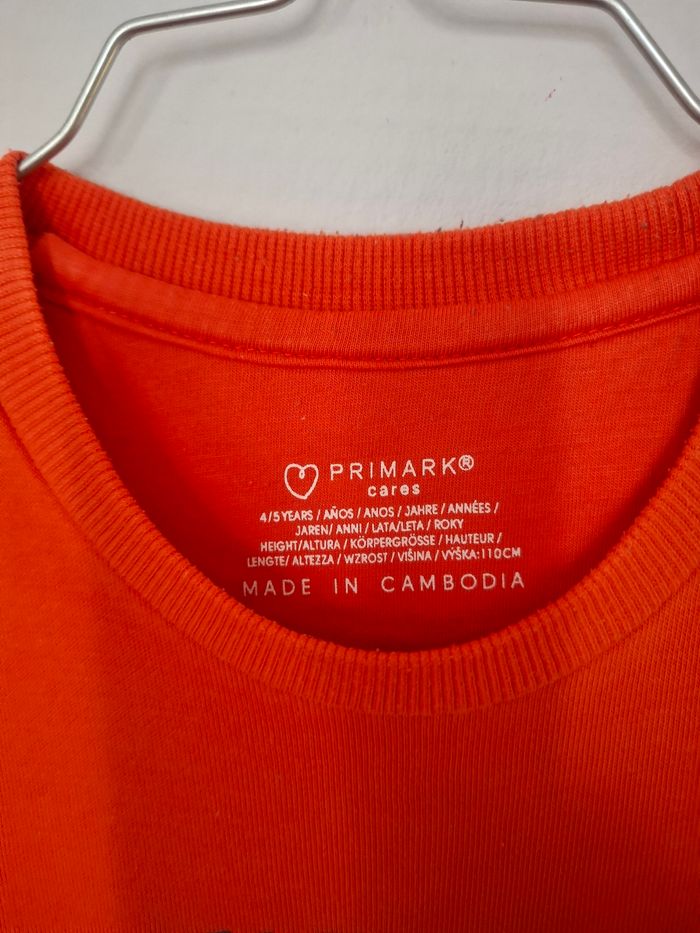 PRIMARK®
cares
4/5 YEARS / AÑOS / ANOS / JAHRE / ANNÉES /
JAREN/ ANNI / LATA/LETA / ROKY
HEIGHT/ALTURA / KÖRPERGRÖSSE / HAUTEUR /
LENGTE/ ALTEZZA / WZROST / VIŠINA / VÝŠKA:110CM
MADE IN CAMBODIA